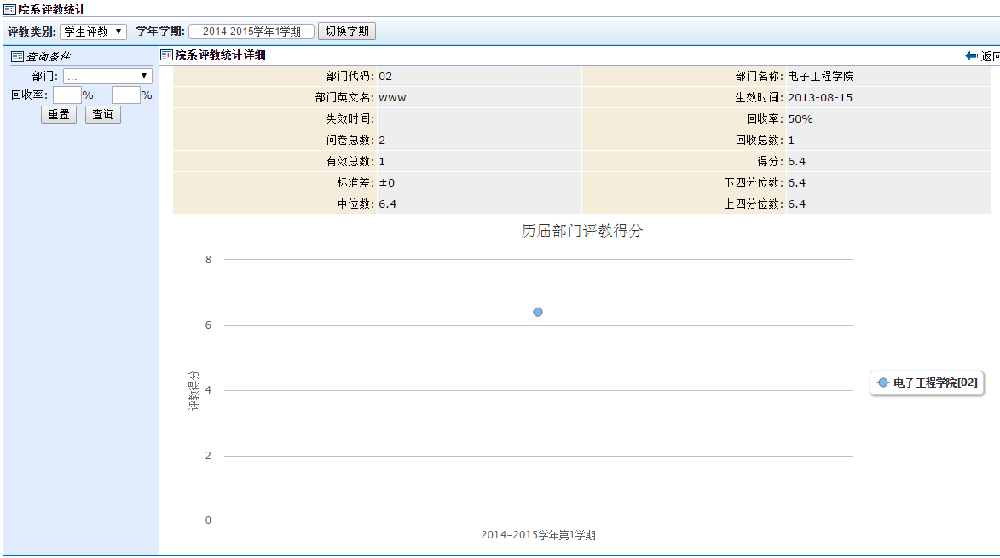 院系评教统计
评教类别: 学生评教 ▼ 学年学期: 2014-2015学年1学期 切换学期
查询条件
部门: ... ▼
回收率: % - %
重置 查询
院系评教统计详细 返回
部门代码: 02 部门名称: 电子工程学院
部门英文名: www 生效时间: 2013-08-15
失效时间: 回收率: 50%
问卷总数: 2 回收总数: 1
有效总数: 1 得分: 6.4
标准差: ±0 下四分位数: 6.4
中位数: 6.4 上四分位数: 6.4
历届部门评教得分
8
6
4
2
0
评教得分
2014-2015学年第1学期
电子工程学院[02]